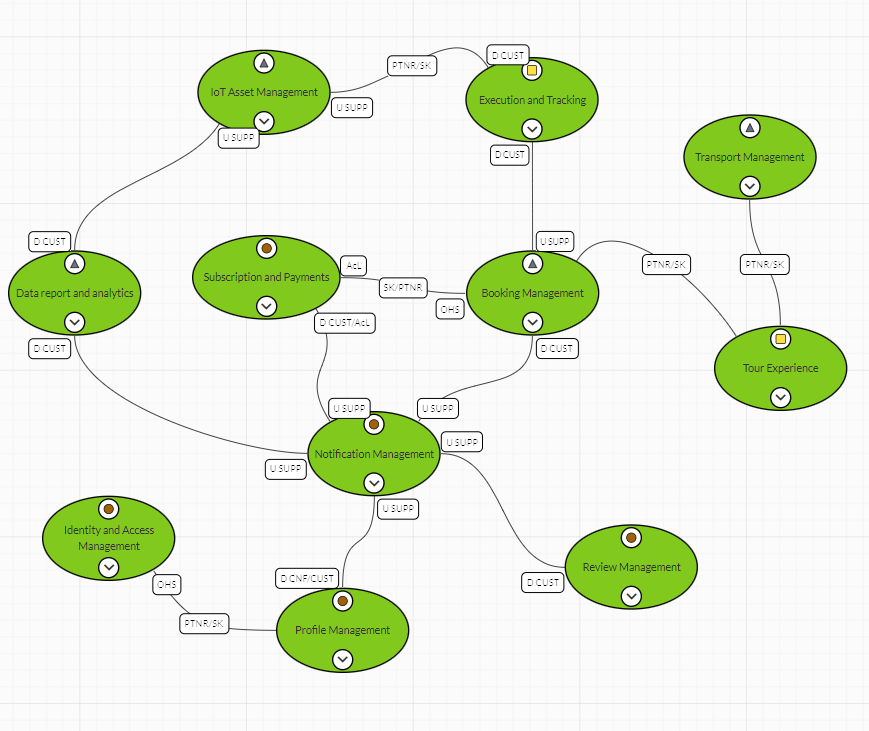 D CUST
PTNR/SK
IoT Asset Management
Execution and Tracking
U SUPP
U SUPP
D CUST
Transport Management
D CUST
U SUPP
AcL
PTNR/SK
PTNR/SK
Subscription and Payments
SK/PTNR
Data report and analytics
Booking Management
OHS
D CUST/AcL
D CUST
D CUST
Tour Experience
U SUPP
U SUPP
U SUPP
Notification Management
U SUPP
U SUPP
Identity and Access
Management
Review Management
D CNF/CUST
D CUST
OHS
PTNR/SK
Profile Management